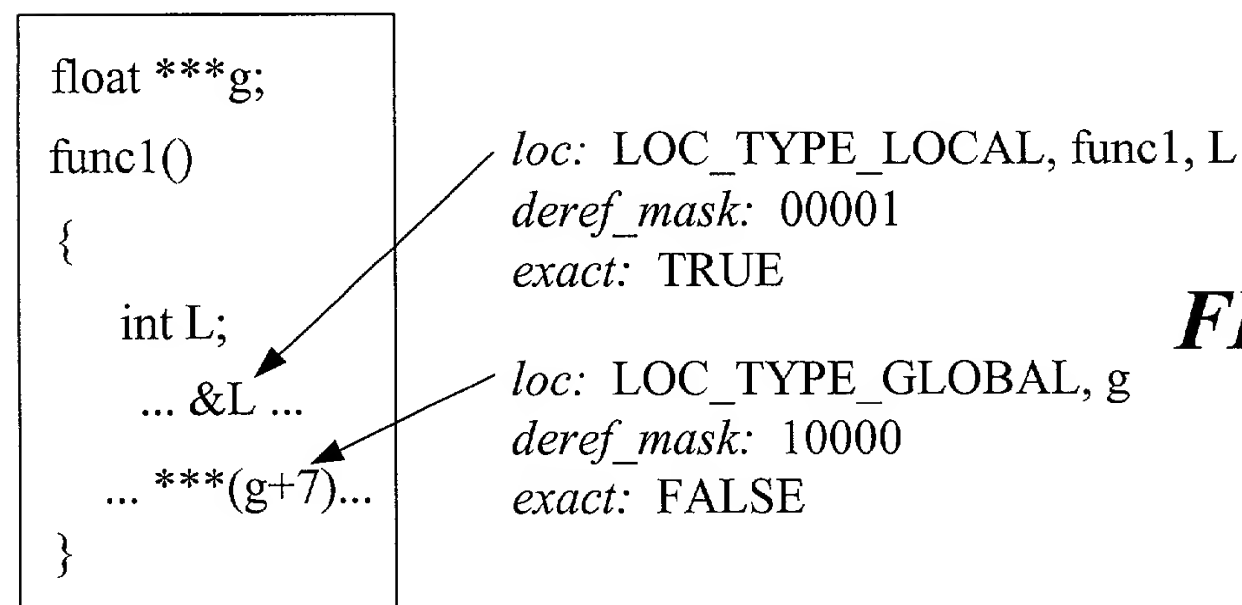 float ***g;
func1()
{
int L;
... &L ...
... ***(g+7)...
}
loc: LOC_TYPE_LOCAL, func1, L
deref_mask: 00001
exact: TRUE
loc: LOC_TYPE_GLOBAL, g
deref_mask: 10000
exact: FALSE